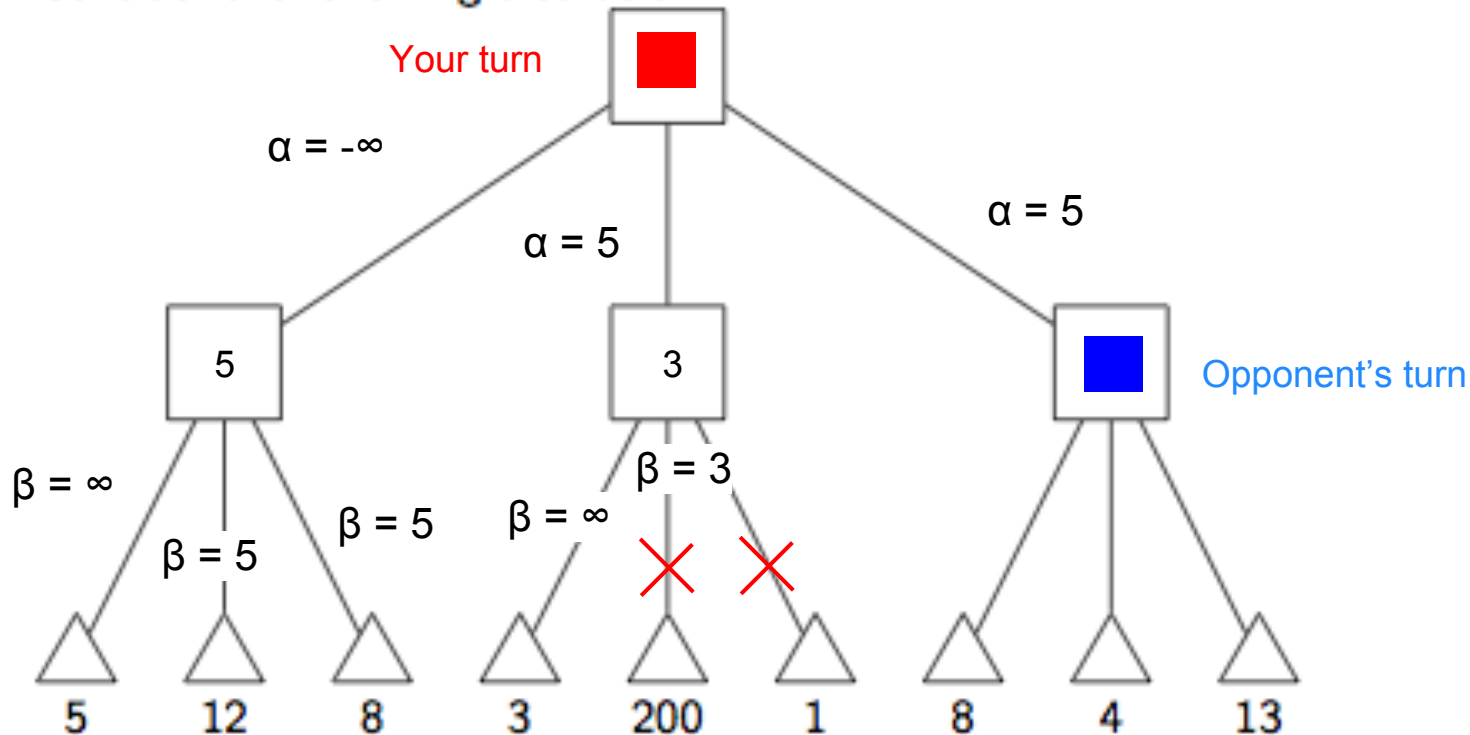 Your turn
α = -∞
α = 5
α = 5
5
3
Opponent’s turn
β = ∞
β = 5
β = 5
β = ∞
β = 3
5 12 8 3 200 1 8 4 13